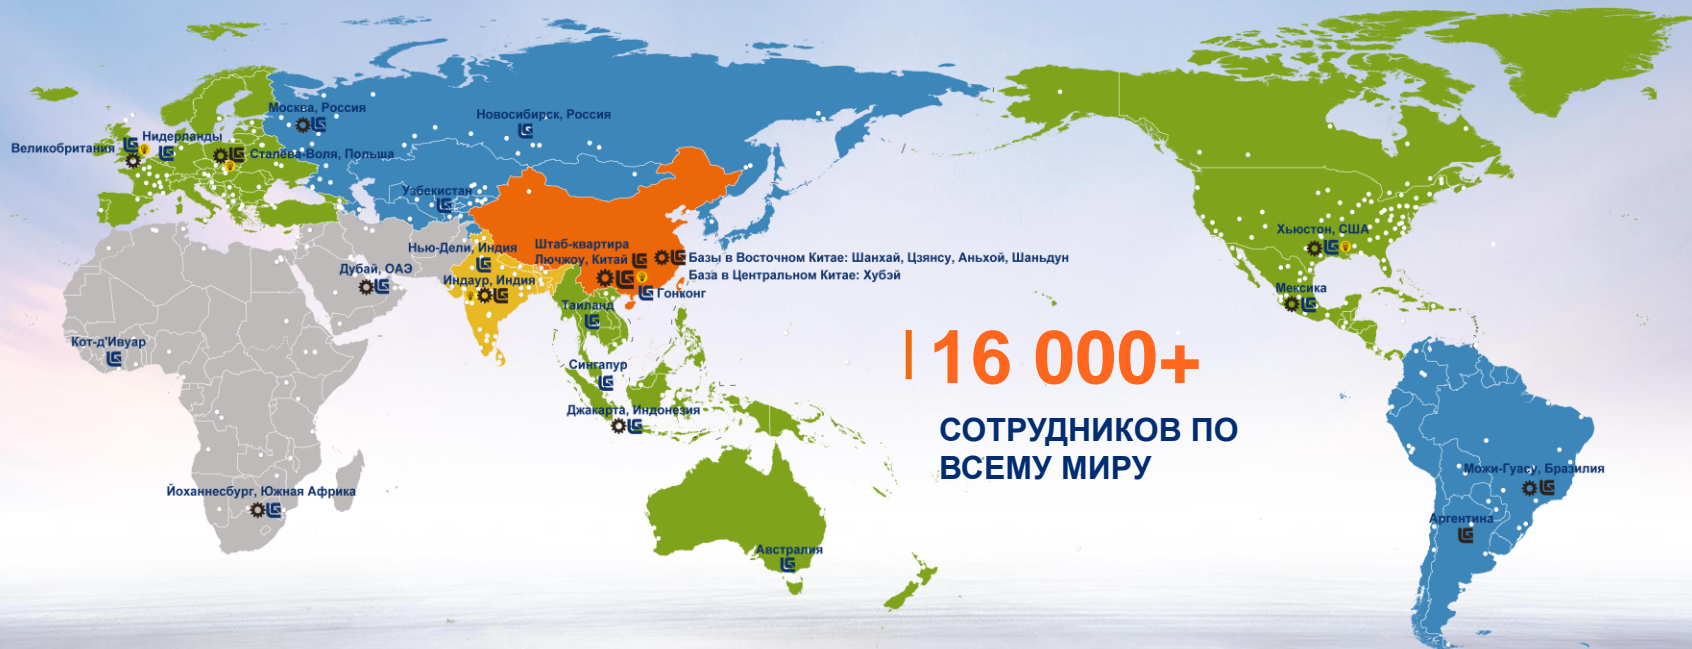 Москва, Россия
Новосибирск, Россия
Великобритания
Нидерланды
Сталёва-Воля, Польша
Узбекистан
Нью-Дели, Индия
Штаб-квартира
Лючжоу, Китай
Базы в Восточном Китае: Шанхай, Цзянсу, Аньхой, Шаньдун
База в Центральном Китае: Хубэй
Хьюстон, США
Дубай, ОАЭ
Индаур, Индия
Гонконг
Мексика
Таиланд
Кот-д'Ивуар
16 000+
СОТРУДНИКОВ ПО
ВСЕМУ МИРУ
Сингапур
Джакарта, Индонезия
Можи-Гуасу, Бразилия
Йоханнесбург, Южная Африка
Аргентина
Австралия